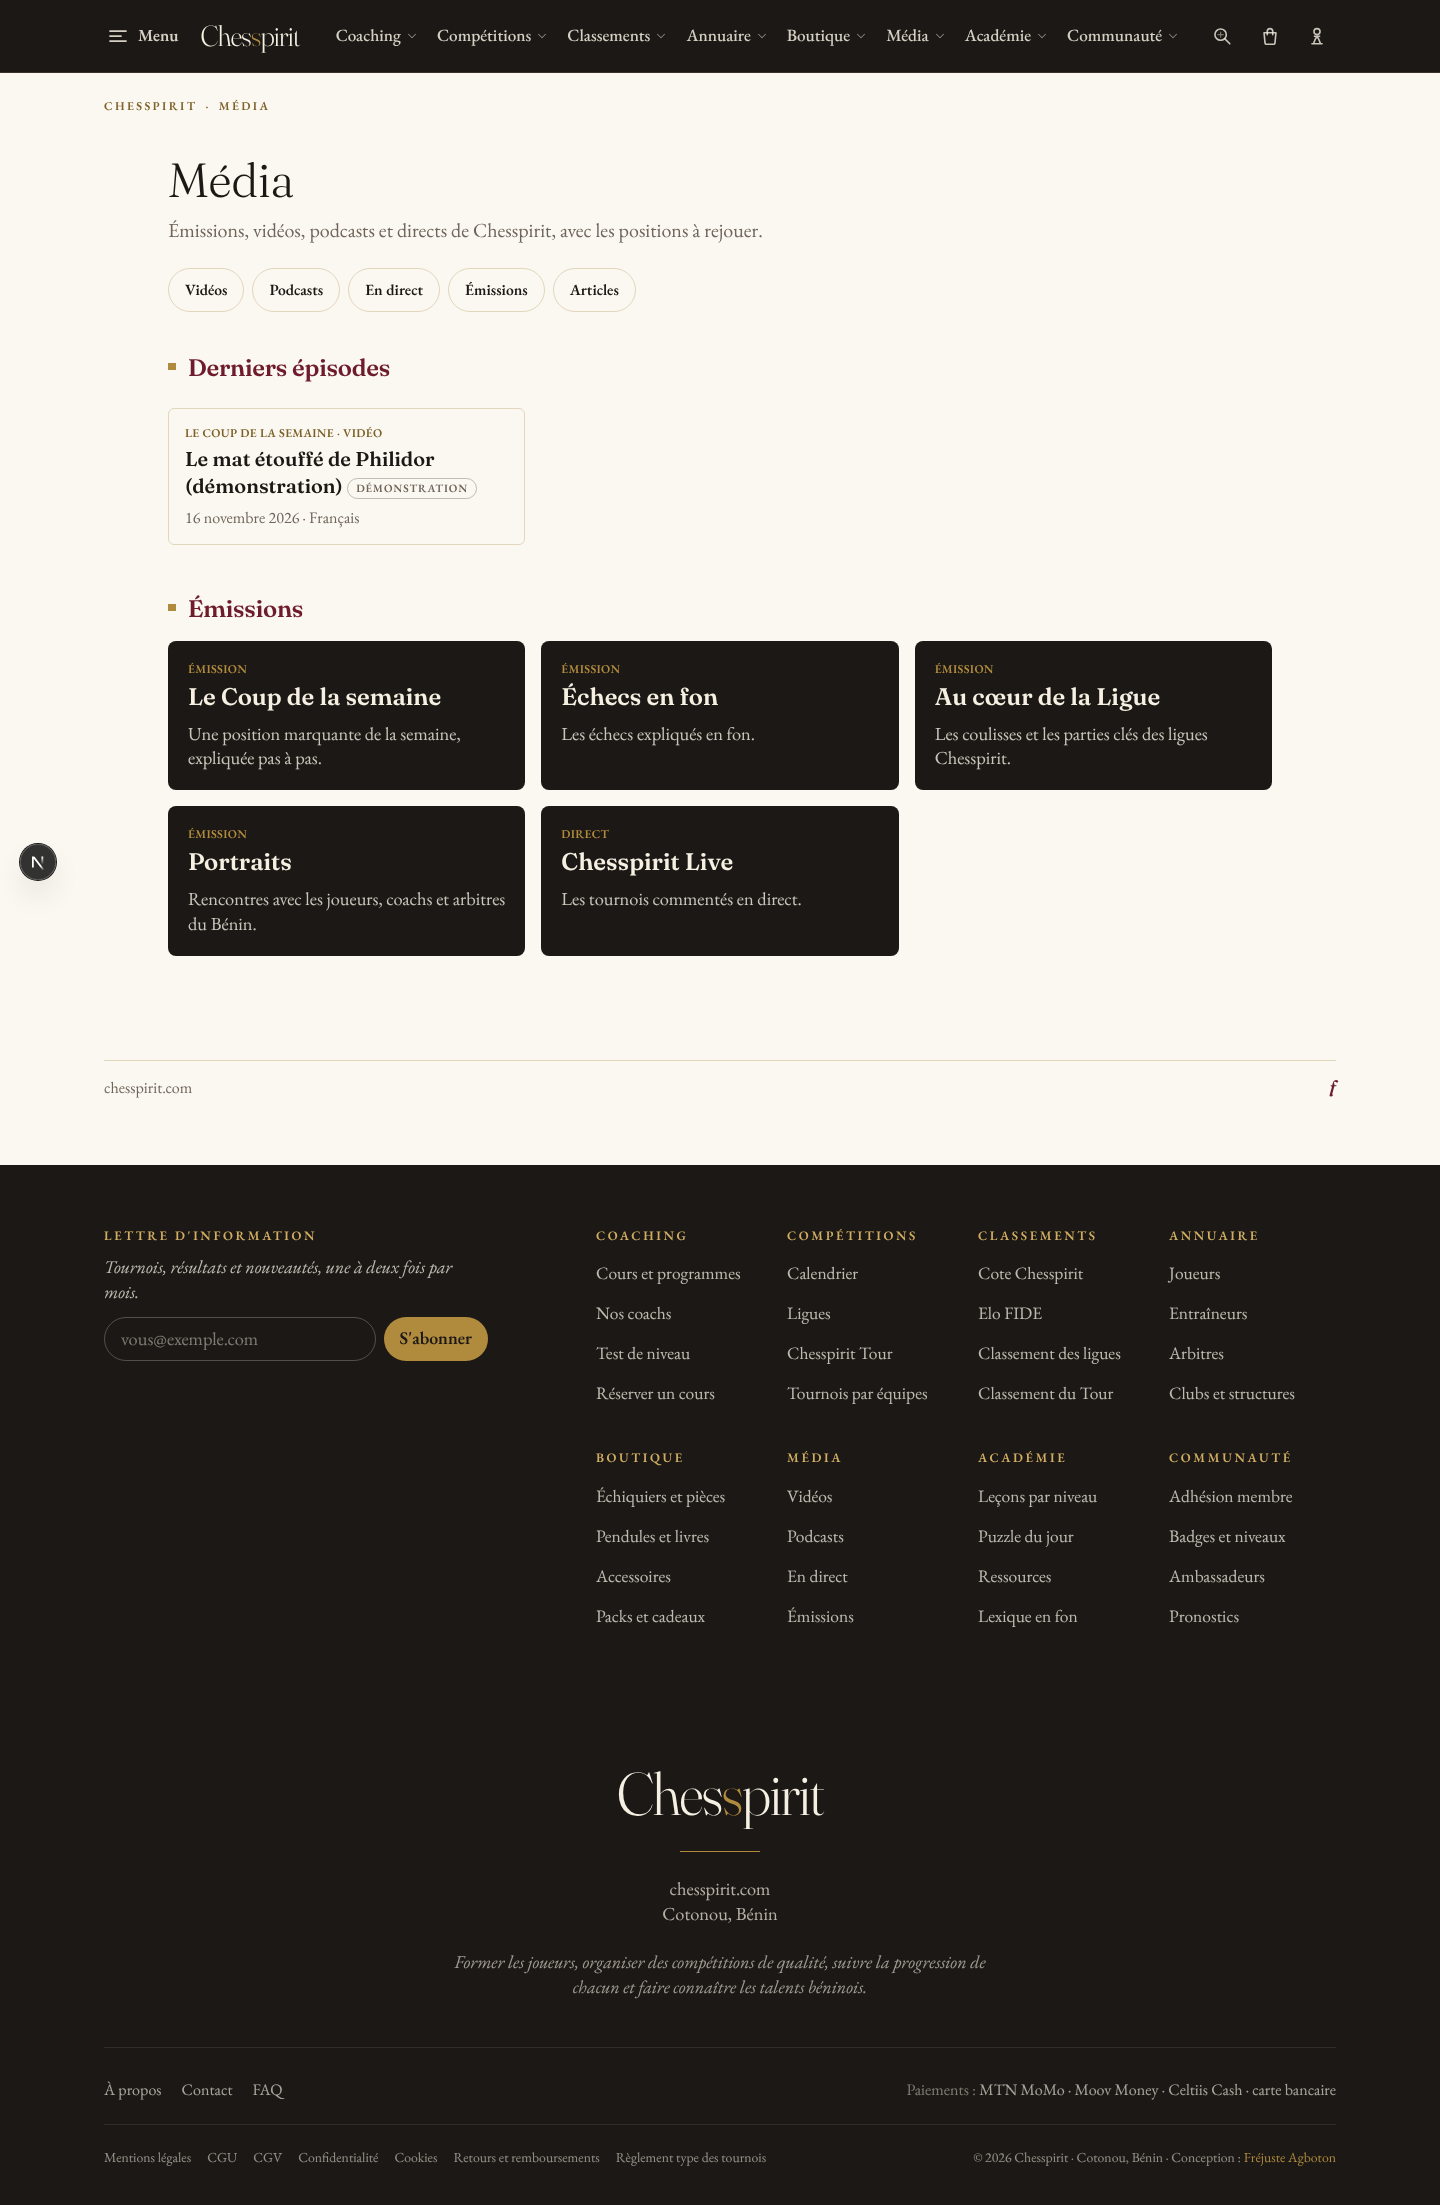 Menu Chesspirit Coaching Compétitions Classements Annuaire Boutique Média Académie Communauté
CHESSPIRIT · MÉDIA
Média
Émissions, vidéos, podcasts et directs de Chesspirit, avec les positions à rejouer.
Vidéos Podcasts En direct Émissions Articles
Derniers épisodes
LE COUP DE LA SEMAINE · VIDÉO
Le mat étouffé de Philidor
(démonstration) DÉMONSTRATION
16 novembre 2026 · Français
Émissions
ÉMISSION
Le Coup de la semaine
Une position marquante de la semaine,
expliquée pas à pas.
ÉMISSION
Échecs en fon
Les échecs expliqués en fon.
ÉMISSION
Au cœur de la Ligue
Les coulisses et les parties clés des ligues
Chesspirit.
ÉMISSION
Portraits
Rencontres avec les joueurs, coachs et arbitres
du Bénin.
DIRECT
Chesspirit Live
Les tournois commentés en direct.
N
chesspirit.com f
LETTRE D'INFORMATION
Tournois, résultats et nouveautés, une à deux fois par
mois.
vous@exemple.com S'abonner
COACHING
Cours et programmes
Nos coachs
Test de niveau
Réserver un cours
COMPÉTITIONS
Calendrier
Ligues
Chesspirit Tour
Tournois par équipes
CLASSEMENTS
Cote Chesspirit
Elo FIDE
Classement des ligues
Classement du Tour
ANNUAIRE
Joueurs
Entraîneurs
Arbitres
Clubs et structures
BOUTIQUE
Échiquiers et pièces
Pendules et livres
Accessoires
Packs et cadeaux
MÉDIA
Vidéos
Podcasts
En direct
Émissions
ACADÉMIE
Leçons par niveau
Puzzle du jour
Ressources
Lexique en fon
COMMUNAUTÉ
Adhésion membre
Badges et niveaux
Ambassadeurs
Pronostics
Chesspirit
chesspirit.com
Cotonou, Bénin
Former les joueurs, organiser des compétitions de qualité, suivre la progression de
chacun et faire connaître les talents béninois.
À propos Contact FAQ
Paiements : MTN MoMo · Moov Money · Celtiis Cash · carte bancaire
Mentions légales CGU CGV Confidentialité Cookies Retours et remboursements Règlement type des tournois
© 2026 Chesspirit · Cotonou, Bénin · Conception : Fréjuste Agboton